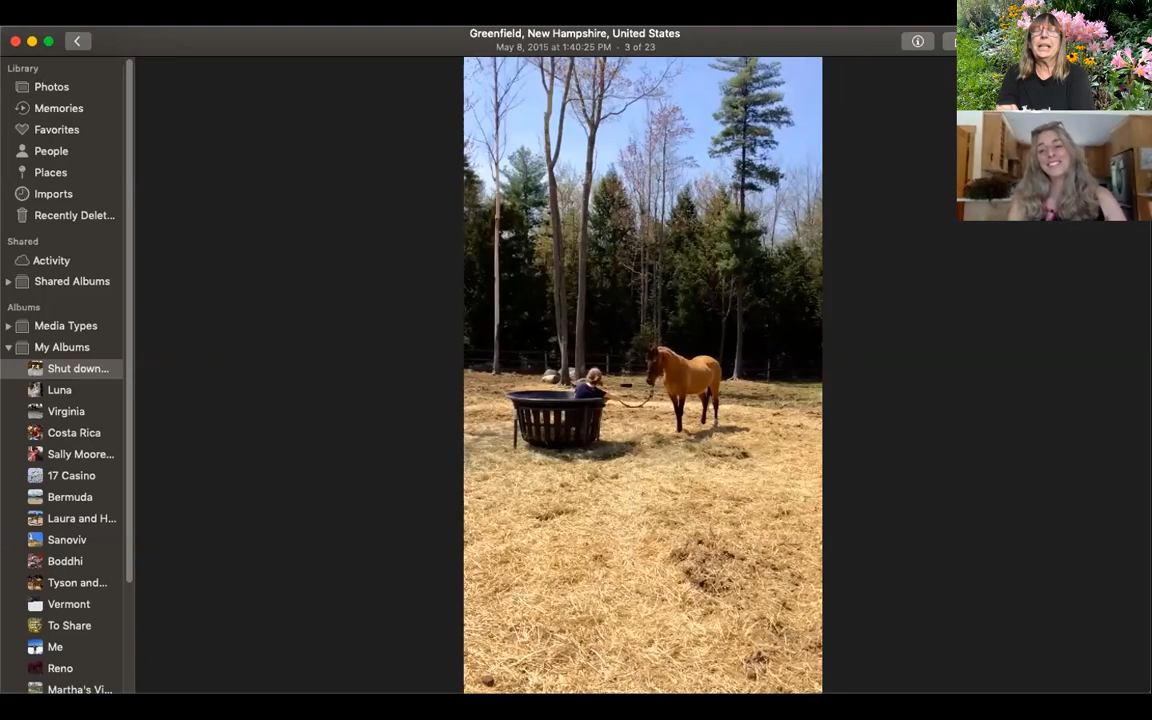 Greenfield, New Hampshire, United States
May 8, 2015 at 1:40:25 PM - 3 of 23
Library
Photos
Memories
Favorites
People
Places
Imports
Recently Delet...
Shared
Activity
Shared Albums
Albums
Media Types
My Albums
Shut down...
Luna
Virginia
Costa Rica
Sally Moore...
17 Casino
Bermuda
Laura and H...
Sanoviv
Boddhi
Tyson and...
Vermont
To Share
Me
Reno
Martha's Vi...